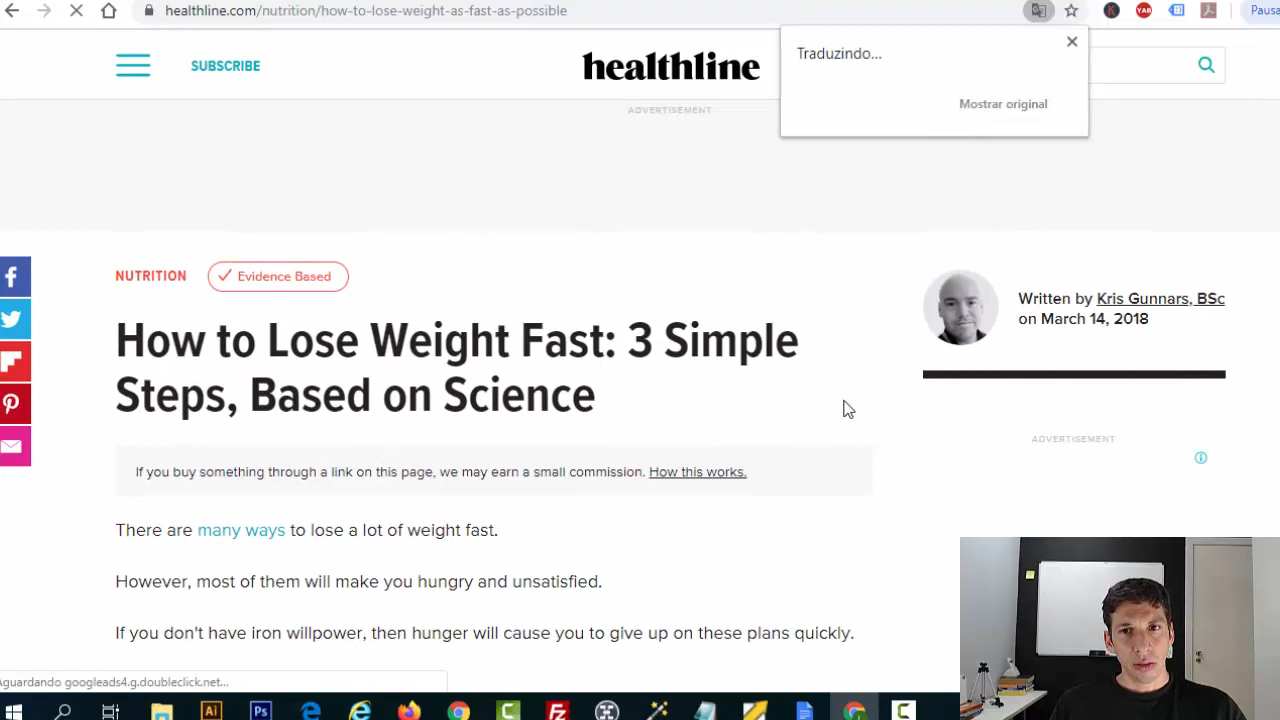 healthline.com/nutrition/how-to-lose-weight-as-fast-as-possible
YAB
Pausa
Traduzindo...
Mostrar original
SUBSCRIBE
healthline
ADVERTISEMENT
NUTRITION
Evidence Based
How to Lose Weight Fast: 3 Simple
Steps, Based on Science
Written by Kris Gunnars, BSc
on March 14, 2018
ADVERTISEMENT
If you buy something through a link on this page, we may earn a small commission. How this works.
There are many ways to lose a lot of weight fast.
However, most of them will make you hungry and unsatisfied.
If you don't have iron willpower, then hunger will cause you to give up on these plans quickly.
Aguardando googleads4.g.doubleclick.net...
Ai
Ps